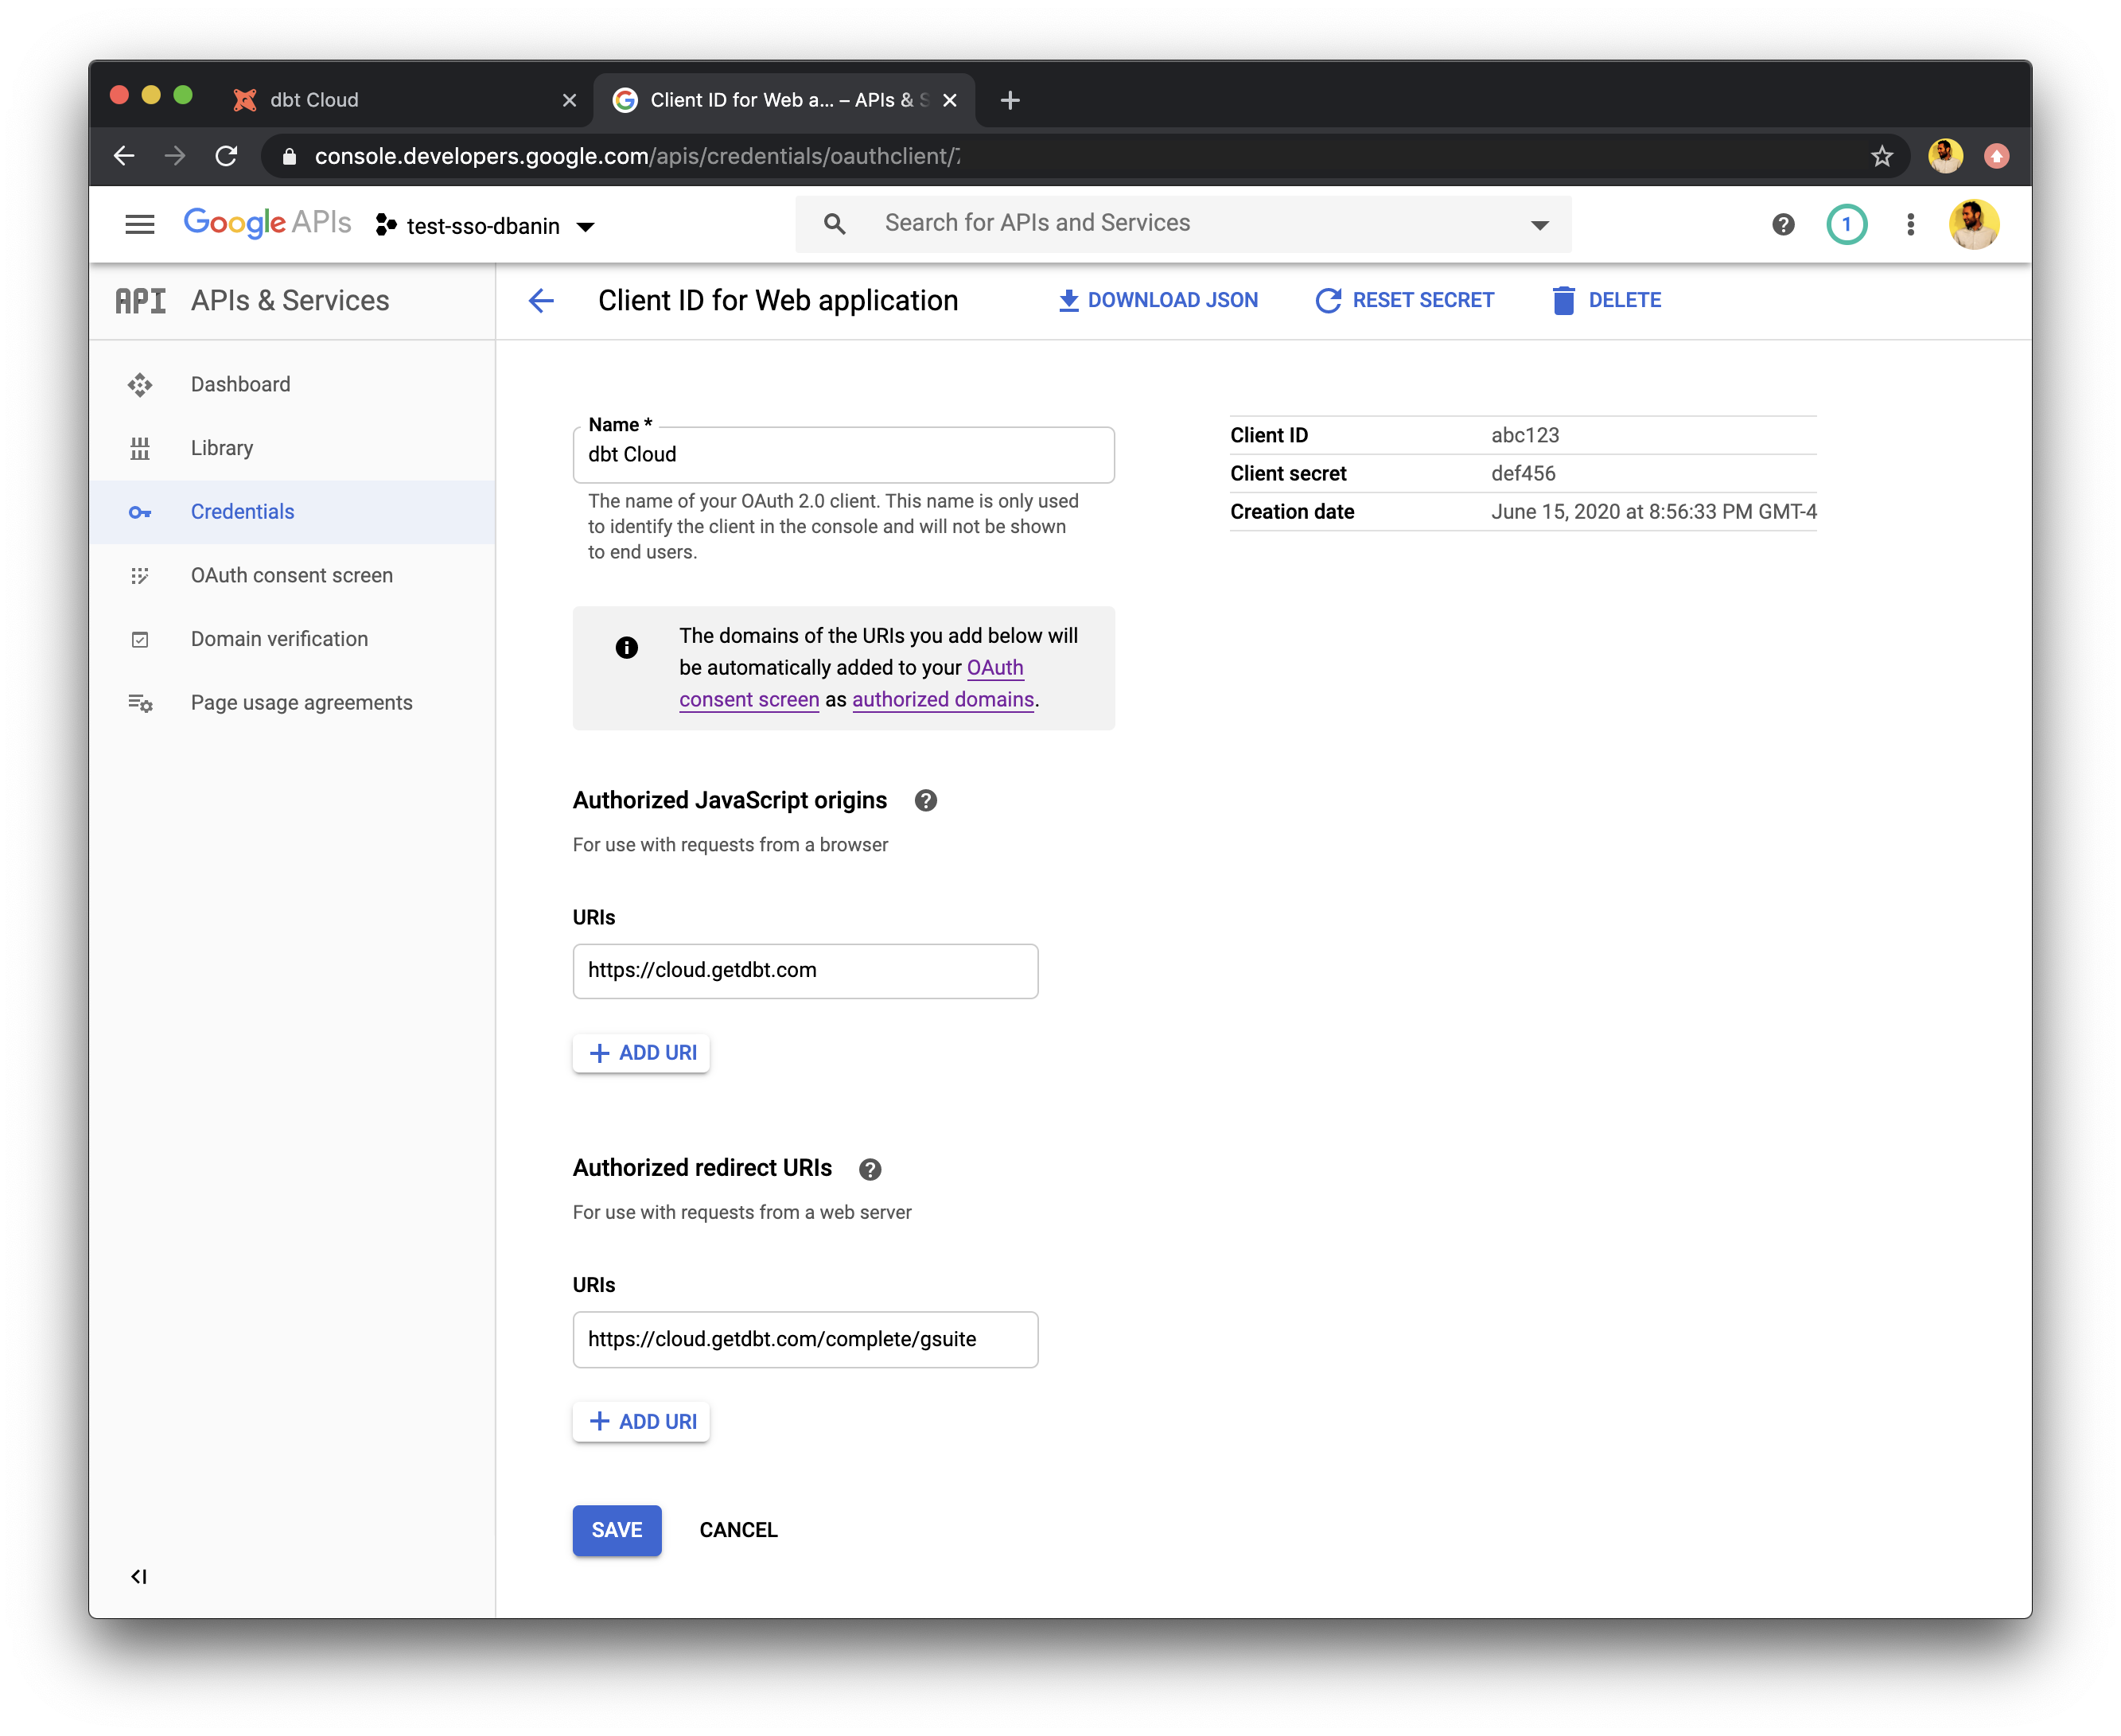 dbt Cloud
Client ID for Web a... – APIs & S
console.developers.google.com/apis/credentials/oauthclient/
Google APIs
test-sso-dbanin
Search for APIs and Services
1
API
APIs & Services
Client ID for Web application
DOWNLOAD JSON
RESET SECRET
DELETE
Dashboard
Library
Credentials
OAuth consent screen
Domain verification
Page usage agreements
Name *
dbt Cloud
The name of your OAuth 2.0 client. This name is only used
to identify the client in the console and will not be shown
to end users.
Client ID abc123
Client secret def456
Creation date June 15, 2020 at 8:56:33 PM GMT-4
The domains of the URIs you add below will
be automatically added to your OAuth
consent screen as authorized domains.
Authorized JavaScript origins
For use with requests from a browser
URIs
https://cloud.getdbt.com
ADD URI
Authorized redirect URIs
For use with requests from a web server
URIs
https://cloud.getdbt.com/complete/gsuite
ADD URI
SAVE
CANCEL